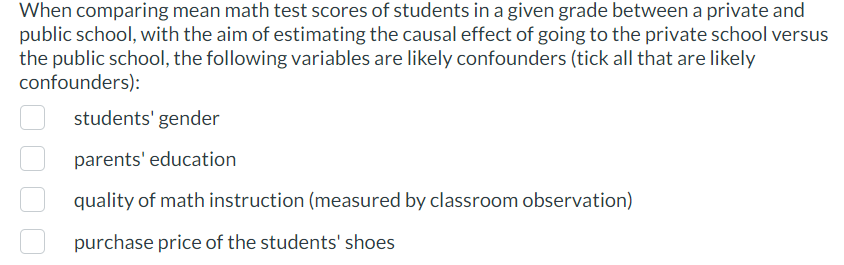 When comparing mean math test scores of students in a given grade between a private and
public school, with the aim of estimating the causal effect of going to the private school versus
the public school, the following variables are likely confounders (tick all that are likely
confounders):
students' gender
parents' education
quality of math instruction (measured by classroom observation)
purchase price of the students' shoes